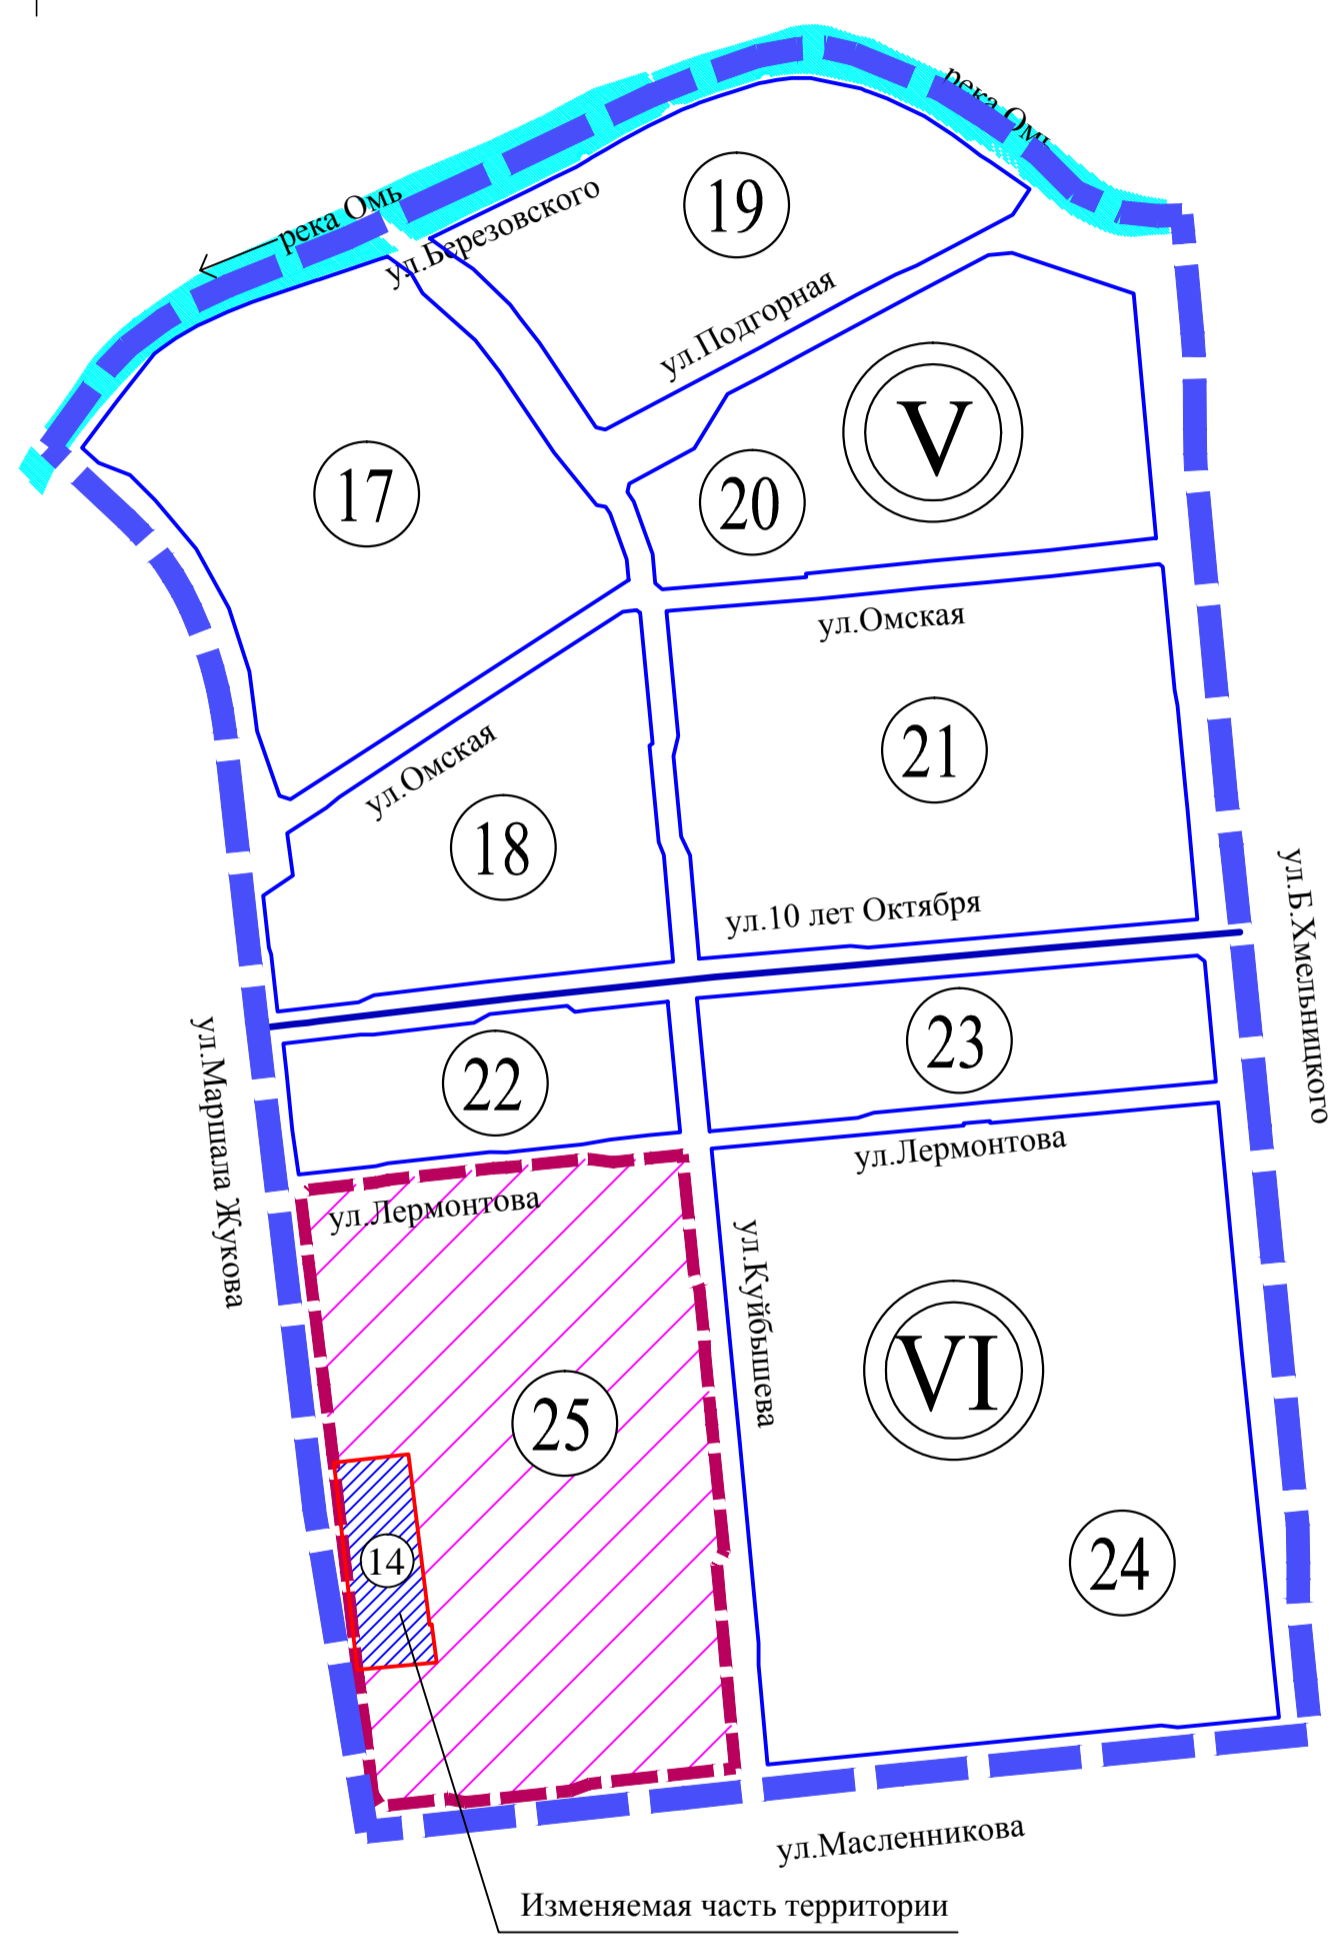 река Омь
река Омь
ул.Березовского
19
ул.Подгорная
V
17
20
ул.Омская
ул.Омская
21
18
ул.10 лет Октября
ул.Б.Хмельницкого
ул.Маршала Жукова
22
23
ул.Лермонтова
ул.Лермонтова
ул.Куйбышева
VI
25
14
24
ул.Масленникова
Изменяемая часть территории